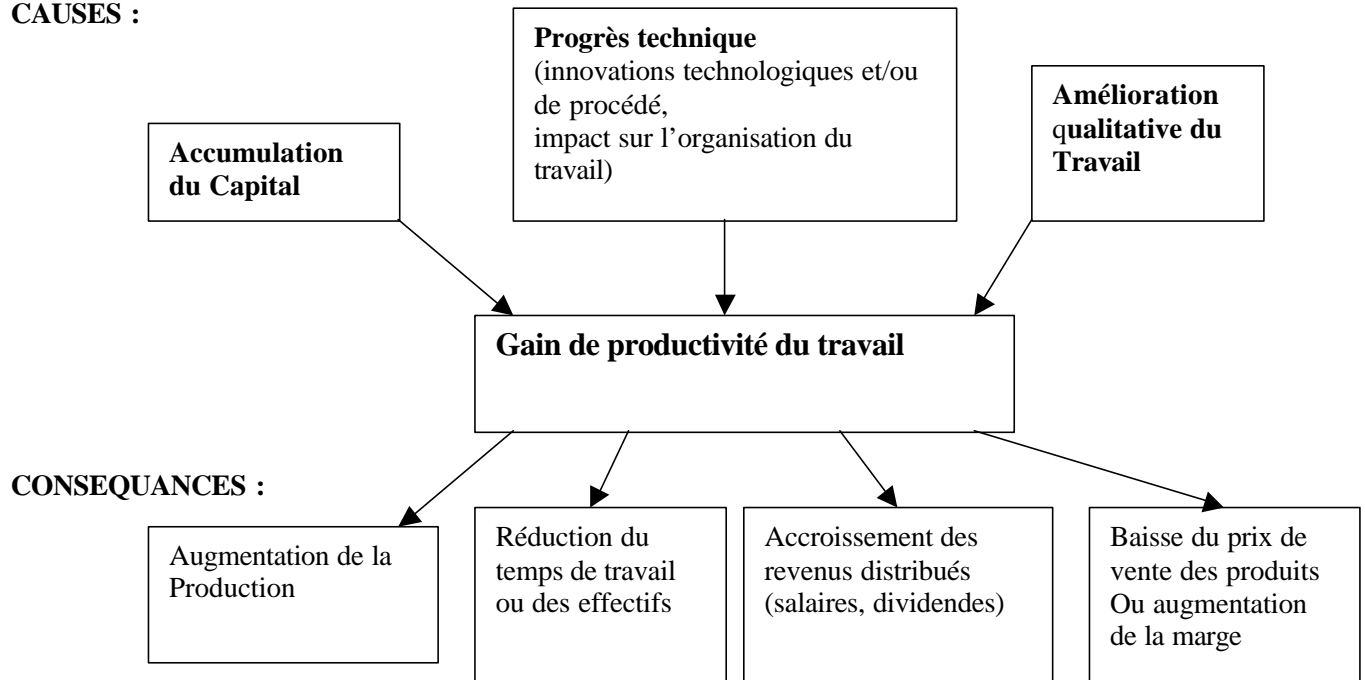 CAUSES :
Progrès technique
(innovations technologiques et/ou
de procédé,
impact sur l'organisation du
travail)
Amélioration
qualitative du
Travail
Accumulation
du Capital
Gain de productivité du travail
CONSEQUANCES :
Augmentation de la
Production
Réduction du
temps de travail
ou des effectifs
Accroissement des
revenus distribués
(salaires, dividendes)
Baisse du prix de
vente des produits
Ou augmentation
de la marge